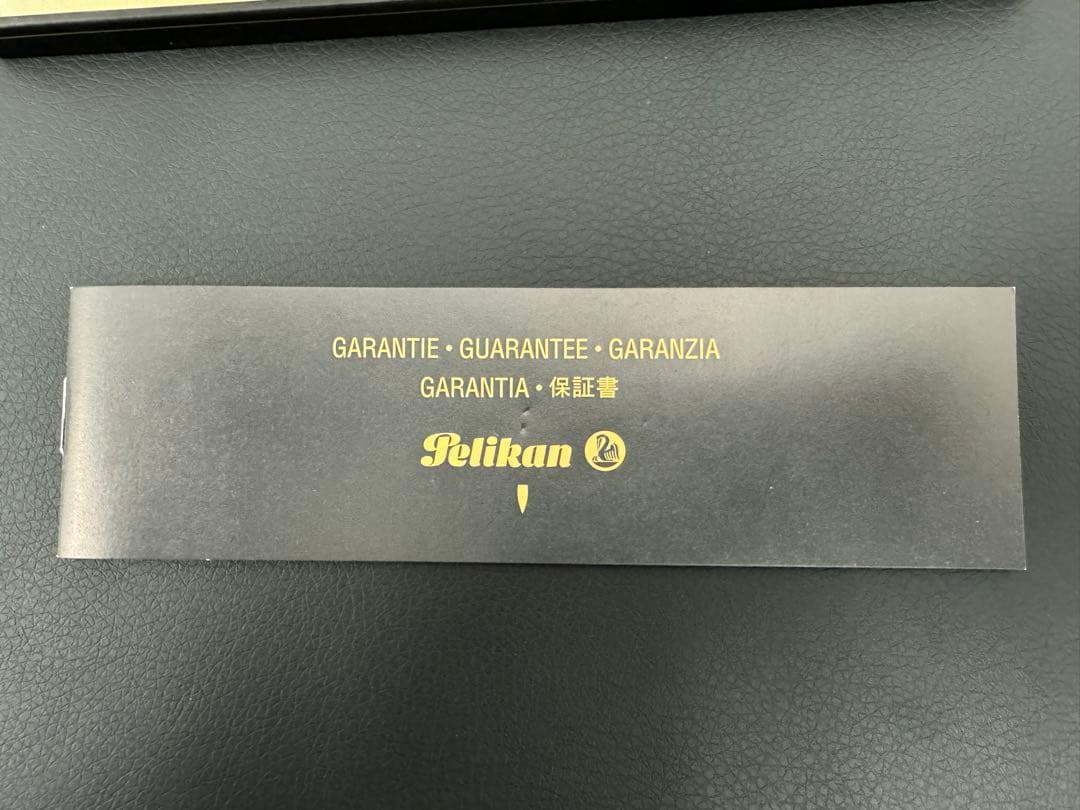 GARANTIE • GUARANTEE • GARANZIA
GARANTIA • 保証書
Pelikan